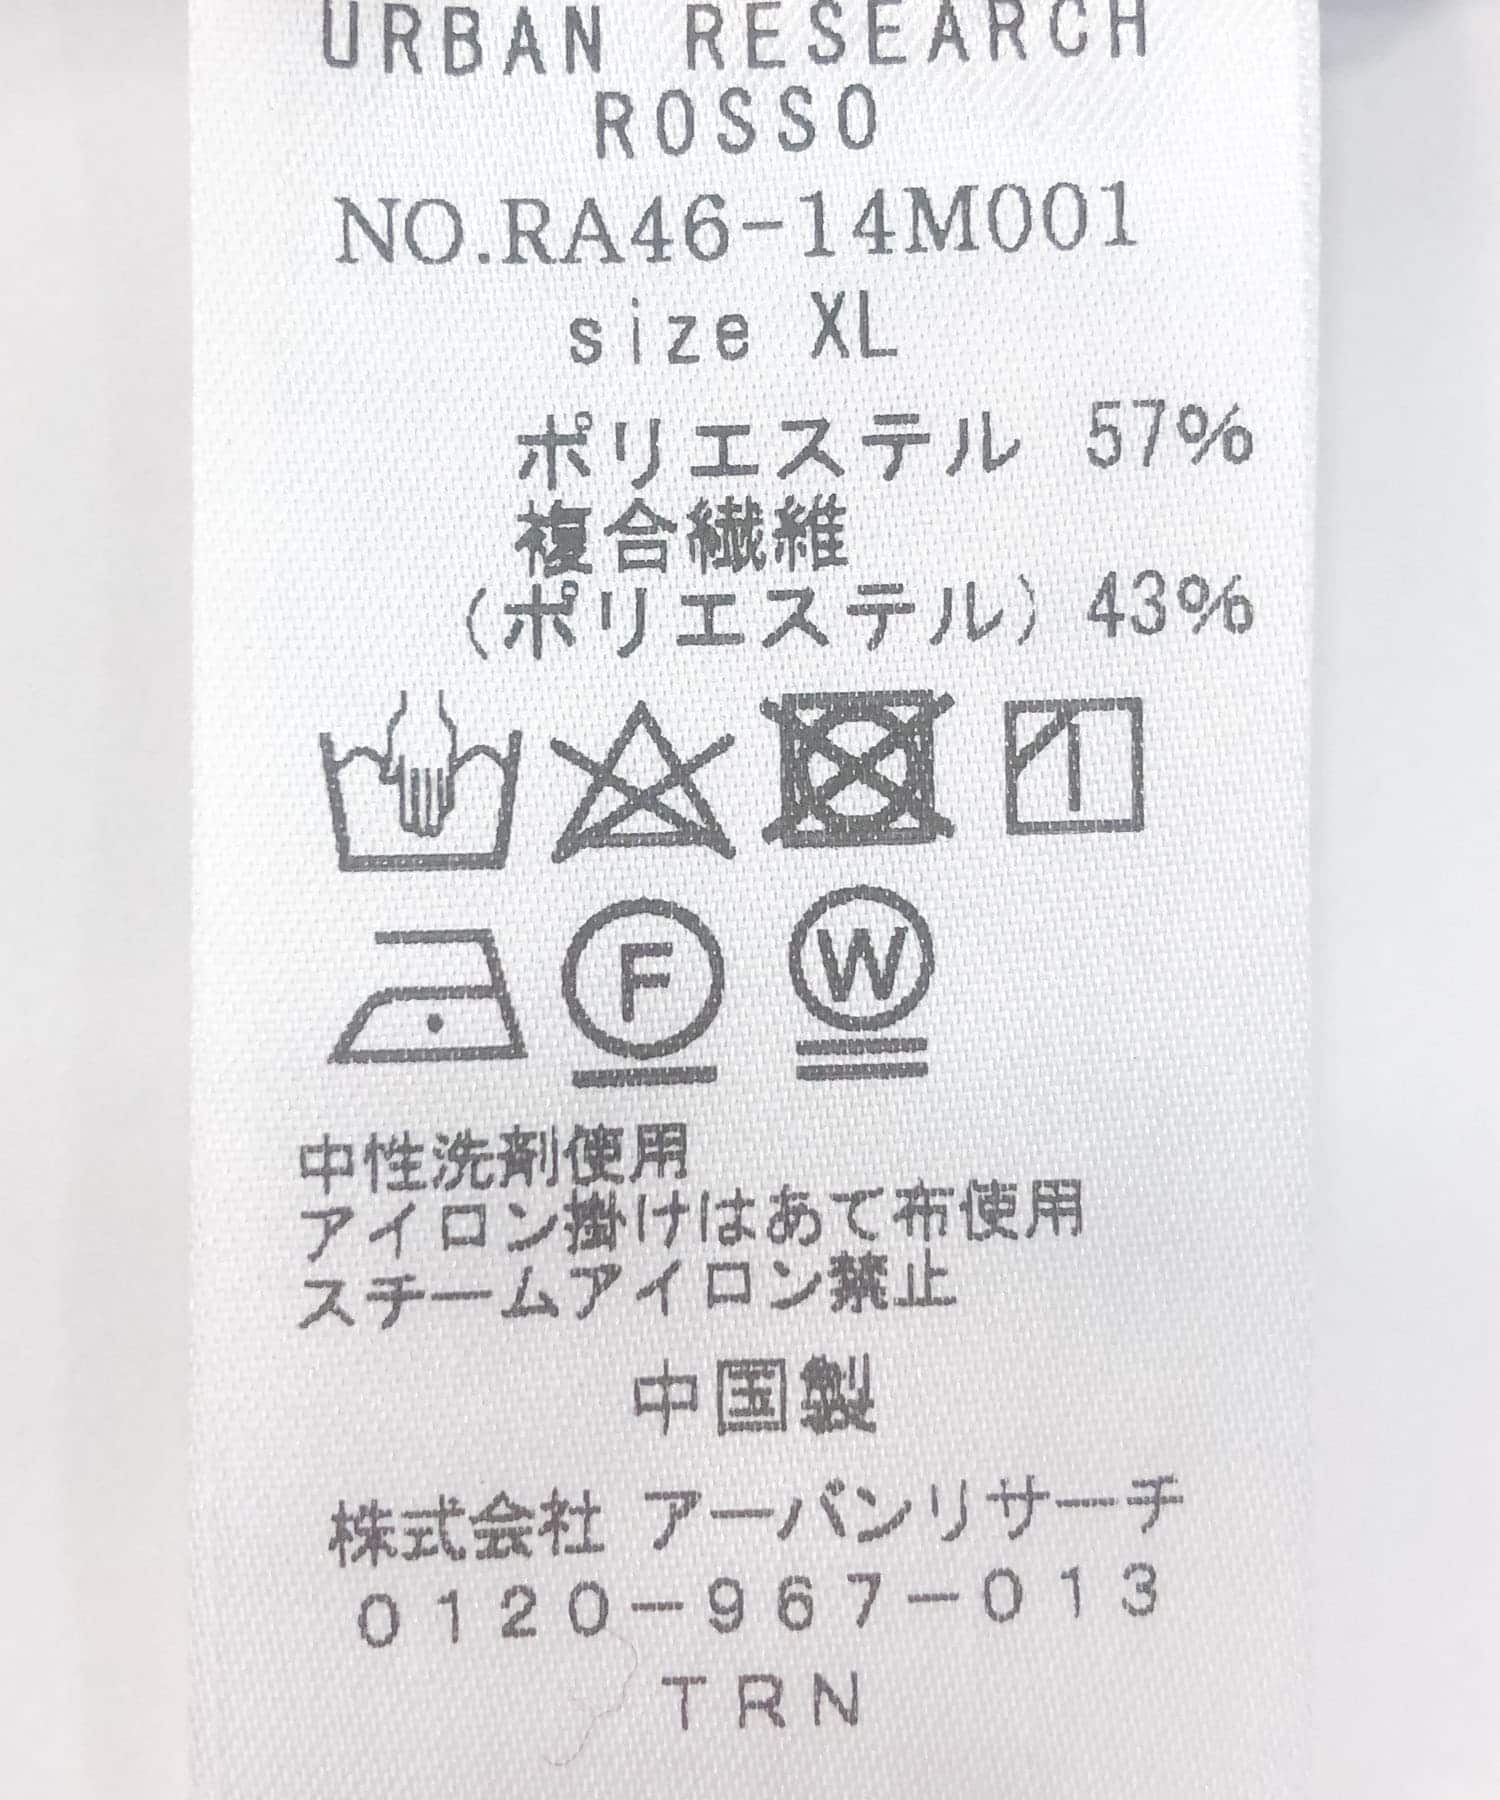 URBAN RESEARCH
ROSSO
NO.RA46-14M001
size XL
ポリエステル 57%
複合繊維
(ポリエステル) 43%
F W
中性洗剤使用
アイロン掛けはあて布使用
スチームアイロン禁止
中国製
株式会社 アーバンリサーチ
0120-967-013
TRN